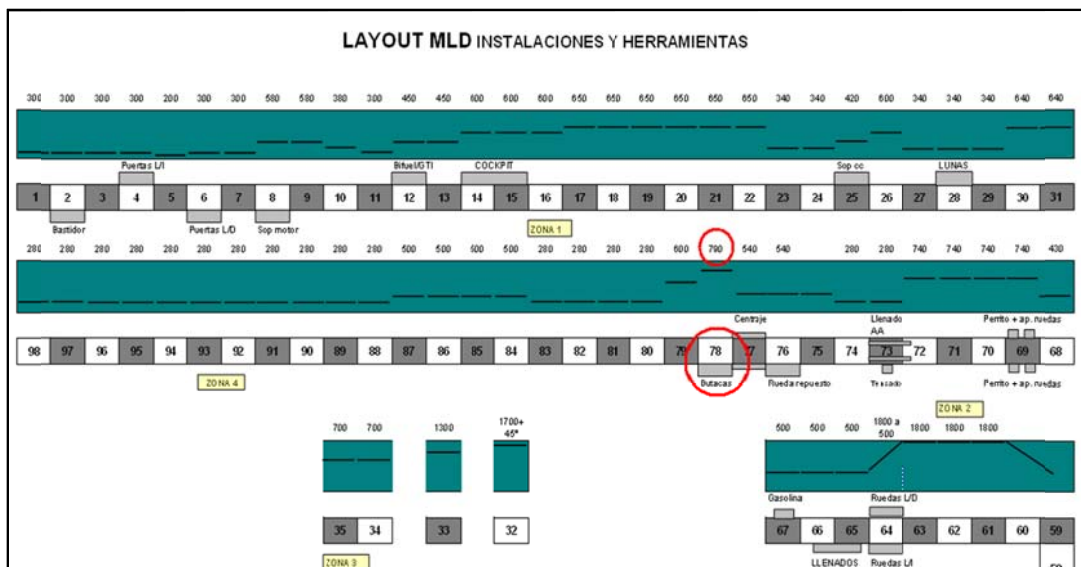 LAYOUT MLD INSTALACIONES Y HERRAMIENTAS
300 300 300 300 200 300 300 580 580 380 300 450 450 600 600 600 650 650 650 650 650 650 340 340 420 600 340 340 340 640 640
Puertas L/I Bifuel/GTI COCKPIT Sop cc LUNAS
1 2 3 4 5 6 7 8 9 10 11 12 13 14 15 16 17 18 19 20 21 22 23 24 25 26 27 28 29 30 31
Bastidor Puertas L/D Sop motor
ZONA 1
280 280 280 280 280 280 280 280 280 280 280 500 500 500 500 280 280 280 280 600 790 540 540 280 280 740 740 740 740 430
Centraje Llenado AA Perrito + ap. ruedas
98 97 96 95 94 93 92 91 90 89 88 87 86 85 84 83 82 81 80 79 78 77 76 75 74 73 72 71 70 69 68
Butacas Rueda repuesto Tensado Perrito + ap. ruedas
ZONA 4
ZONA 2
700 700 1300 1700+ 45º
500 500 500 1800 a 500 1800 1800 1800
Gasolina Ruedas L/D
35 34 33 32
67 66 65 64 63 62 61 60 59
ZONA 3
LLENADOS Ruedas L/I